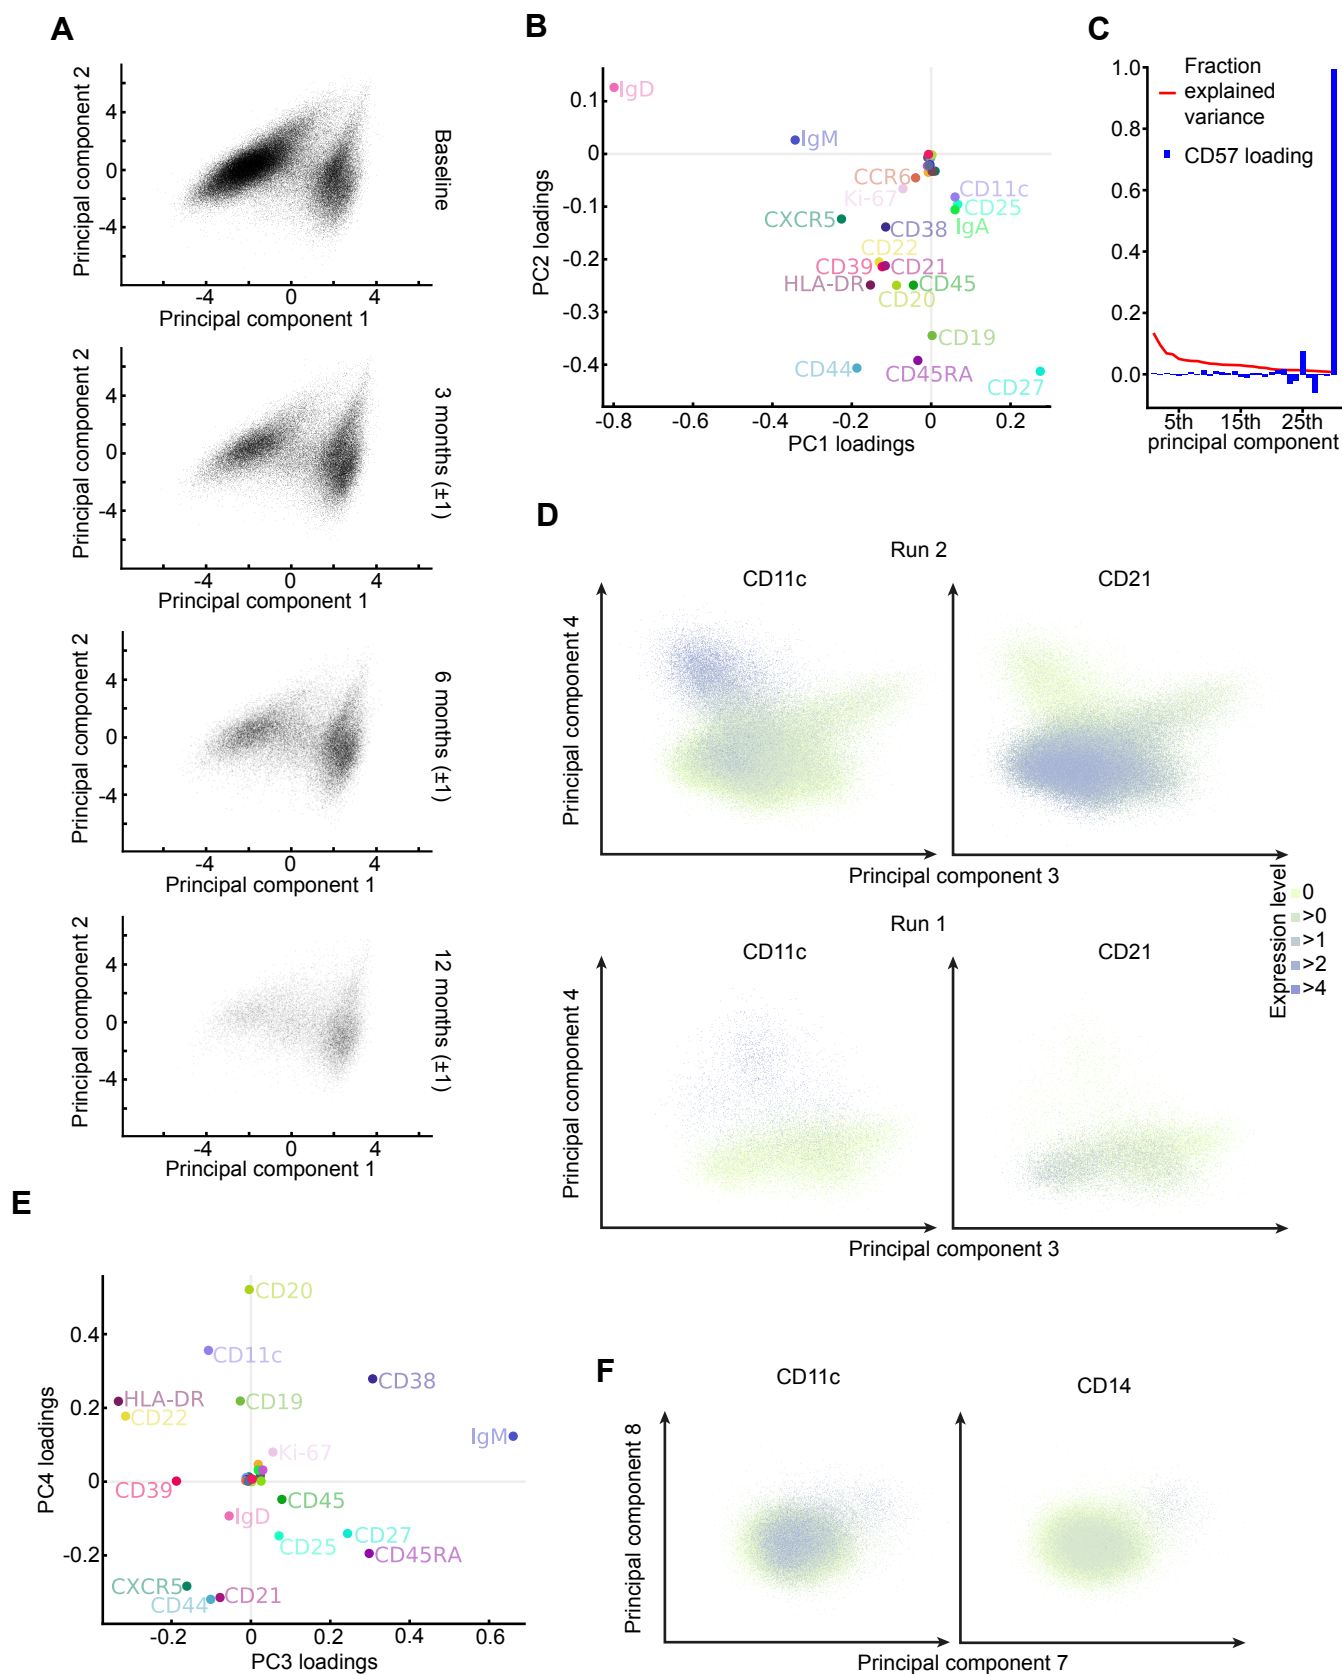 A
Principal component 2
4
0
-4
-4
0
4
Principal component 1
Baseline
Principal component 2
4
0
-4
-4
0
4
Principal component 1
3 months (±1)
Principal component 2
4
0
-4
-4
0
4
Principal component 1
6 months (±1)
Principal component 2
4
0
-4
-4
0
4
Principal component 1
12 months (±1)
B
PC2 loadings
0.1
0
-0.1
-0.2
-0.3
-0.4
-0.8
-0.6
-0.4
-0.2
0
0.2
PC1 loadings
IgD
IgM
CCR6
Ki-67
CD11c
CD25
IgA
CXCR5
CD38
CD22
CD39
CD21
HLA-DR
CD45
CD20
CD19
CD44
CD45RA
CD27
C
1.0
0.8
0.6
0.4
0.2
0.0
Fraction
explained
variance
CD57 loading
5th
15th
25th
principal component
D
Run 2
CD11c
CD21
Principal component 4
Principal component 3
Run 1
CD11c
CD21
Principal component 4
Principal component 3
Expression level
0
>0
>1
>2
>4
E
PC4 loadings
0.4
0.2
0
-0.2
-0.2
0
0.2
0.4
0.6
PC3 loadings
CD20
CD11c
CD38
HLA-DR
CD22
CD19
IgM
Ki-67
CD39
CD45
IgD
CD25
CD27
CD45RA
CXCR5
CD44
CD21
F
CD11c
CD14
Principal component 8
Principal component 7